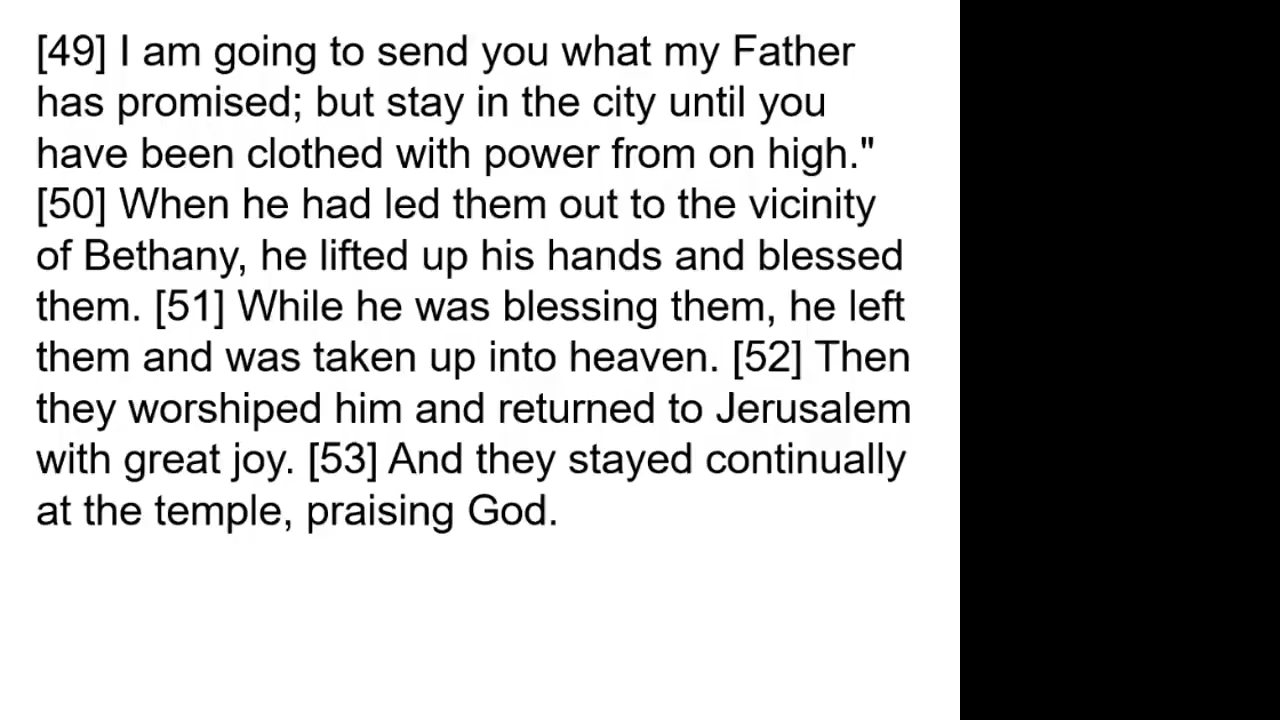 [49] I am going to send you what my Father
has promised; but stay in the city until you
have been clothed with power from on high."
[50] When he had led them out to the vicinity
of Bethany, he lifted up his hands and blessed
them. [51] While he was blessing them, he left
them and was taken up into heaven. [52] Then
they worshiped him and returned to Jerusalem
with great joy. [53] And they stayed continually
at the temple, praising God.